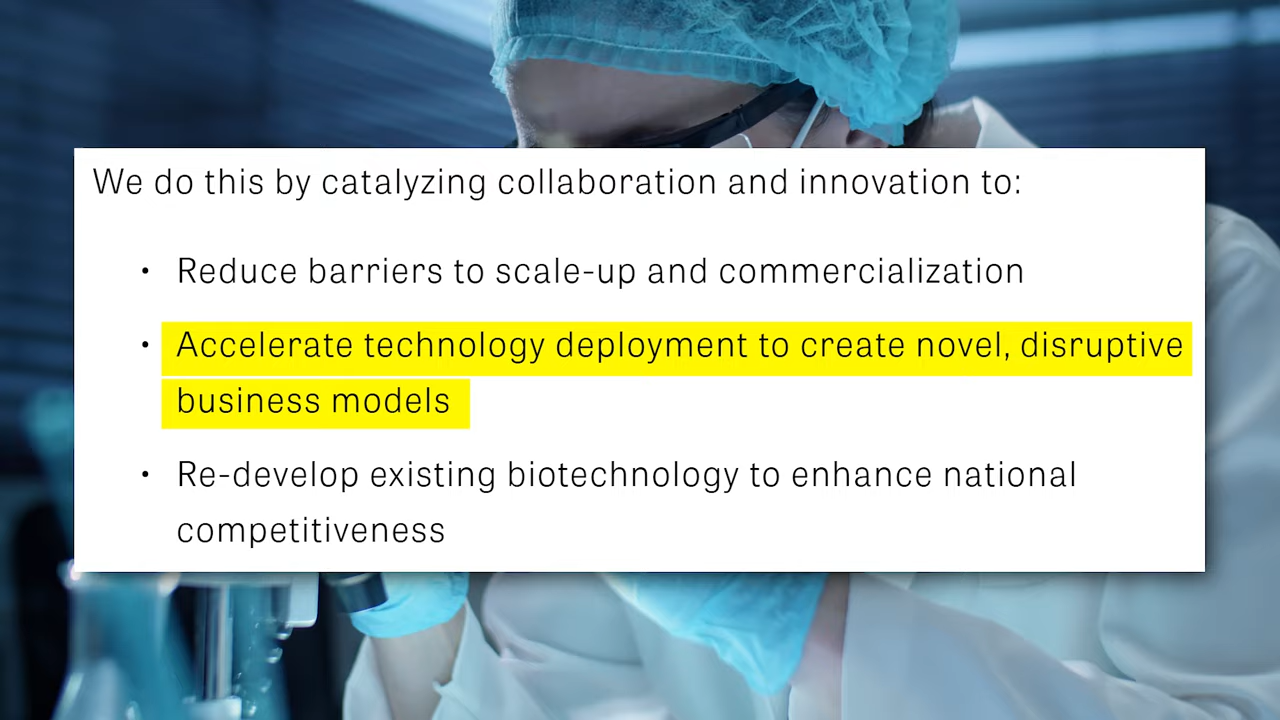 We do this by catalyzing collaboration and innovation to:
• Reduce barriers to scale-up and commercialization
• Accelerate technology deployment to create novel, disruptive
business models
• Re-develop existing biotechnology to enhance national
competitiveness